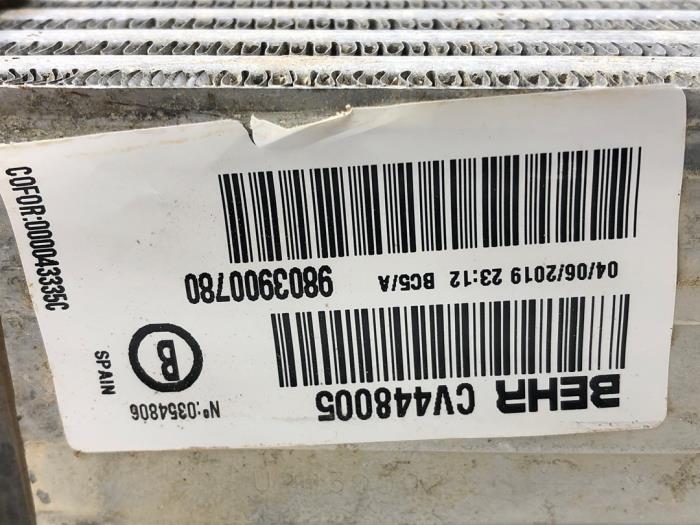 BEHR CV448005
Nº:0354806
B
SPAIN
04/06/2019 23:12 BC5/A
9803900780
COFOR:000043335C